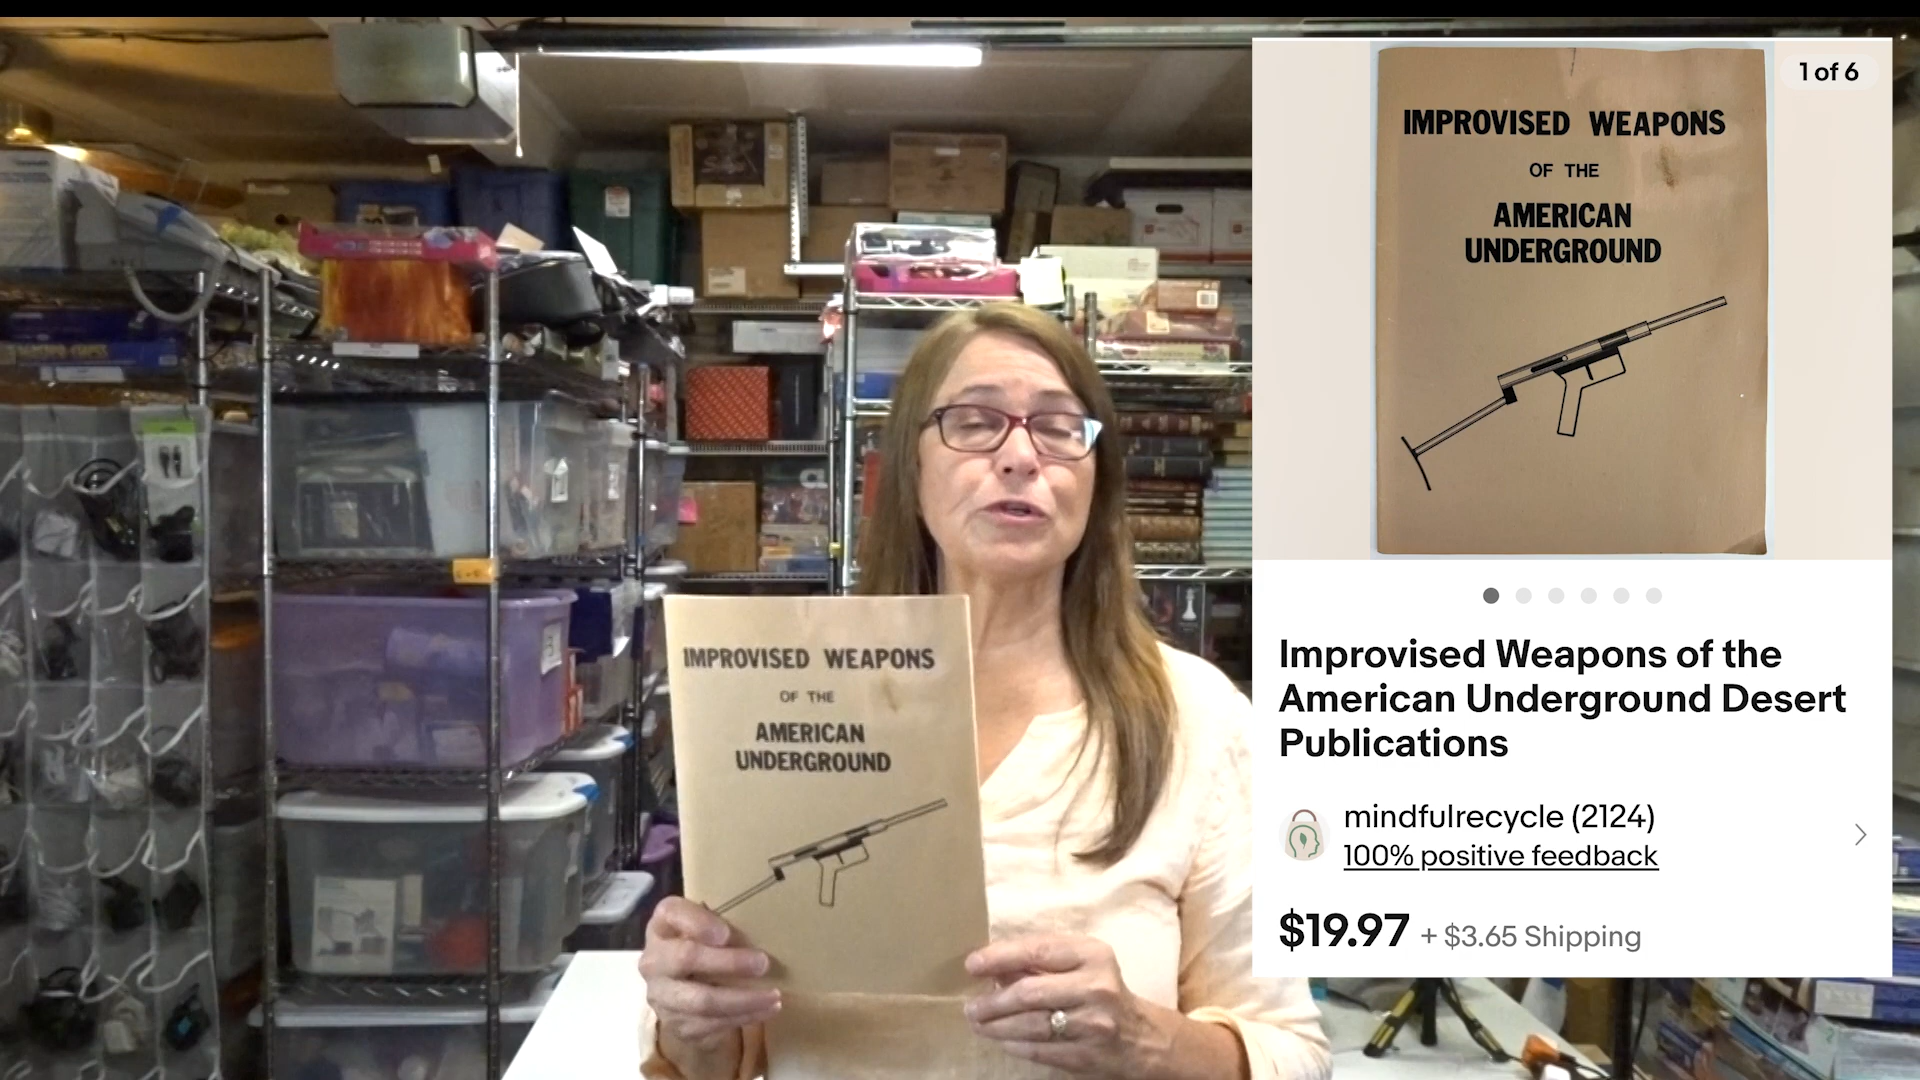 IMPROVISED WEAPONS
OF THE
AMERICAN
UNDERGROUND
1 of 6
IMPROVISED WEAPONS
OF THE
AMERICAN
UNDERGROUND
Improvised Weapons of the
American Underground Desert
Publications
mindfulrecycle (2124)
100% positive feedback
$19.97 + $3.65 Shipping